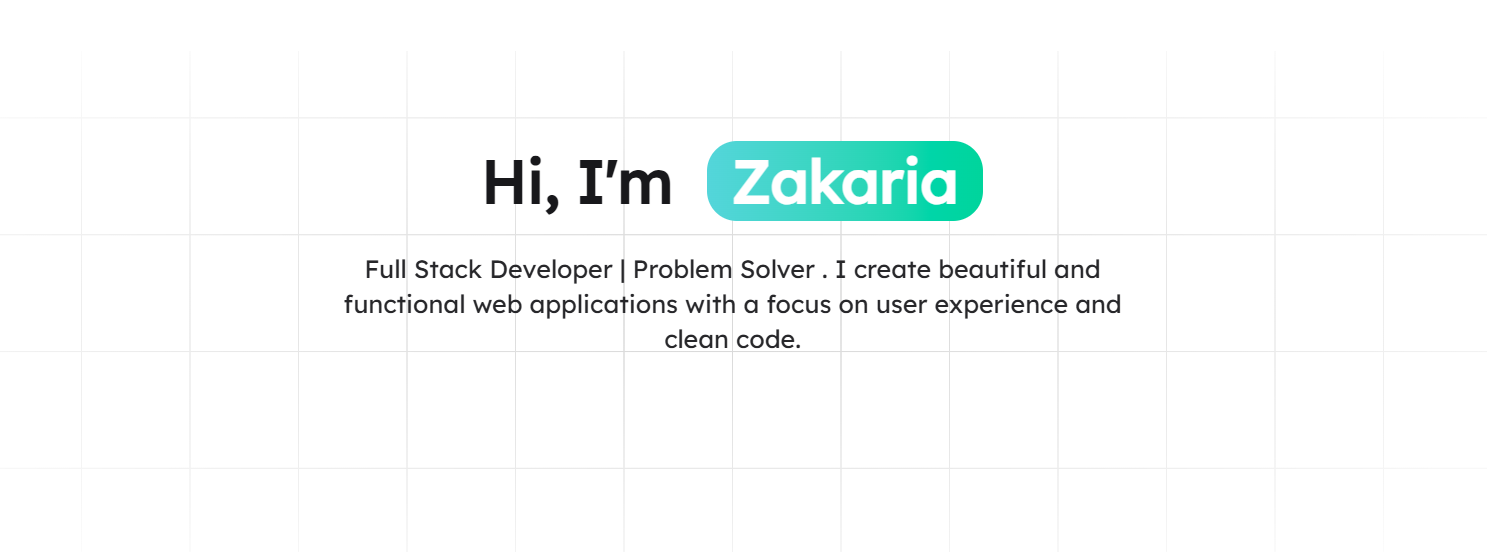 Hi, I'm Zakaria
Full Stack Developer | Problem Solver . I create beautiful and
functional web applications with a focus on user experience and
clean code.